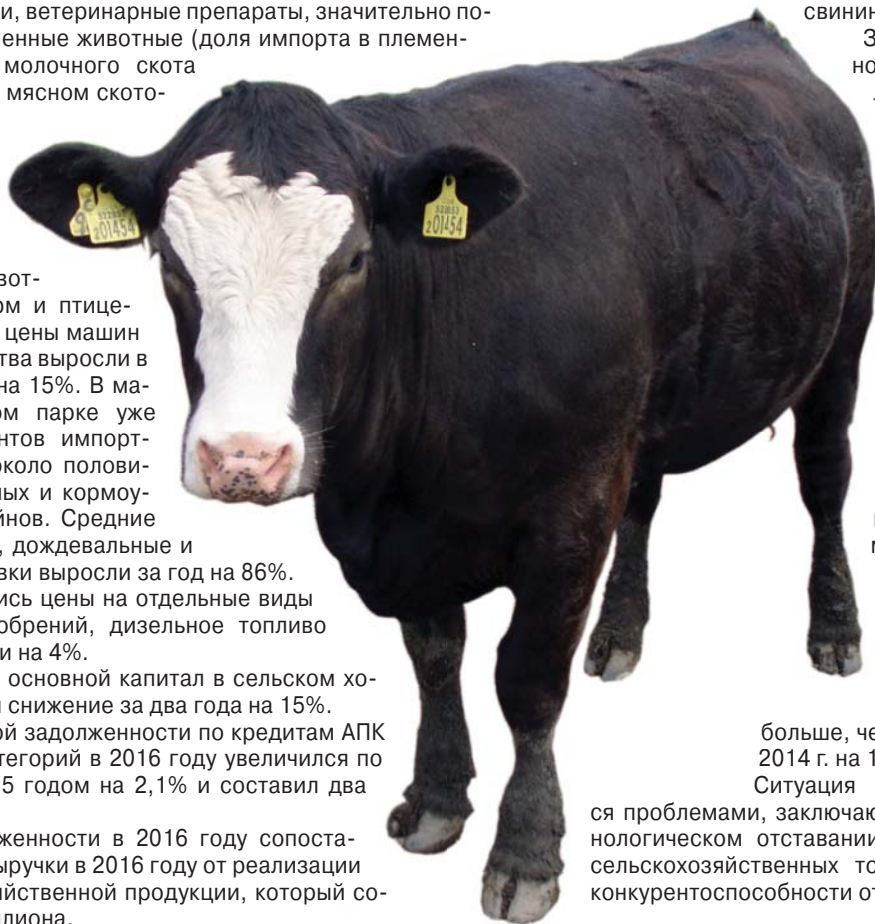 и, ветеринарные препараты, значительно по-
енные животные (доля импорта в племен-
молочного скота
мясном ското-
вот-
рм и птице-
цены машин
тва выросли в
на 15%. В ма-
ом парке уже
нтов импорт-
около полови-
ных и кормоу-
йнов. Средние
, дождевальные и
вки выросли за год на 86%.
ись цены на отдельные виды
обрений, дизельное топливо
и на 4%.
основной капитал в сельском хо-
и снижение за два года на 15%.
ой задолженности по кредитам АПК
тегорий в 2016 году увеличился по
5 годом на 2,1% и составил два
женности в 2016 году сопоста-
ыручки в 2016 году от реализации
яйственной продукции, который со-
лиона.
свинин
З
но
больше, че
2014 г. на 1
Ситуация
ся проблемами, заключаю
нологическом отставании
сельскохозяйственных то
конкурентоспособности от
201454
201454